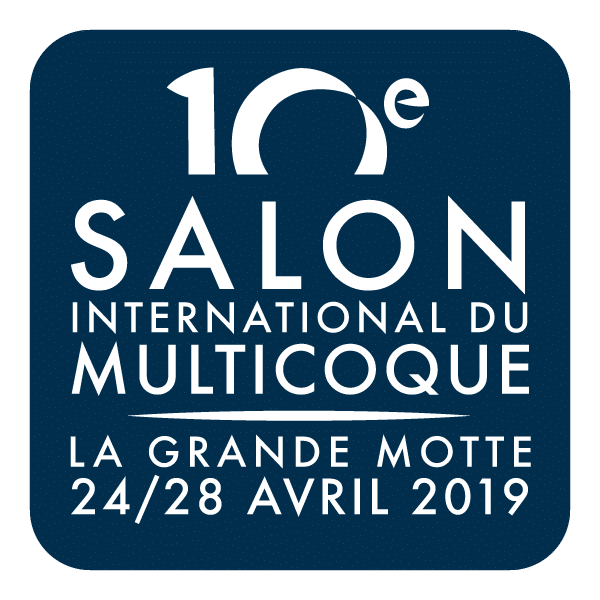 10e
SALON
INTERNATIONAL DU
MULTICOQUE
LA GRANDE MOTTE
24/28 AVRIL 2019